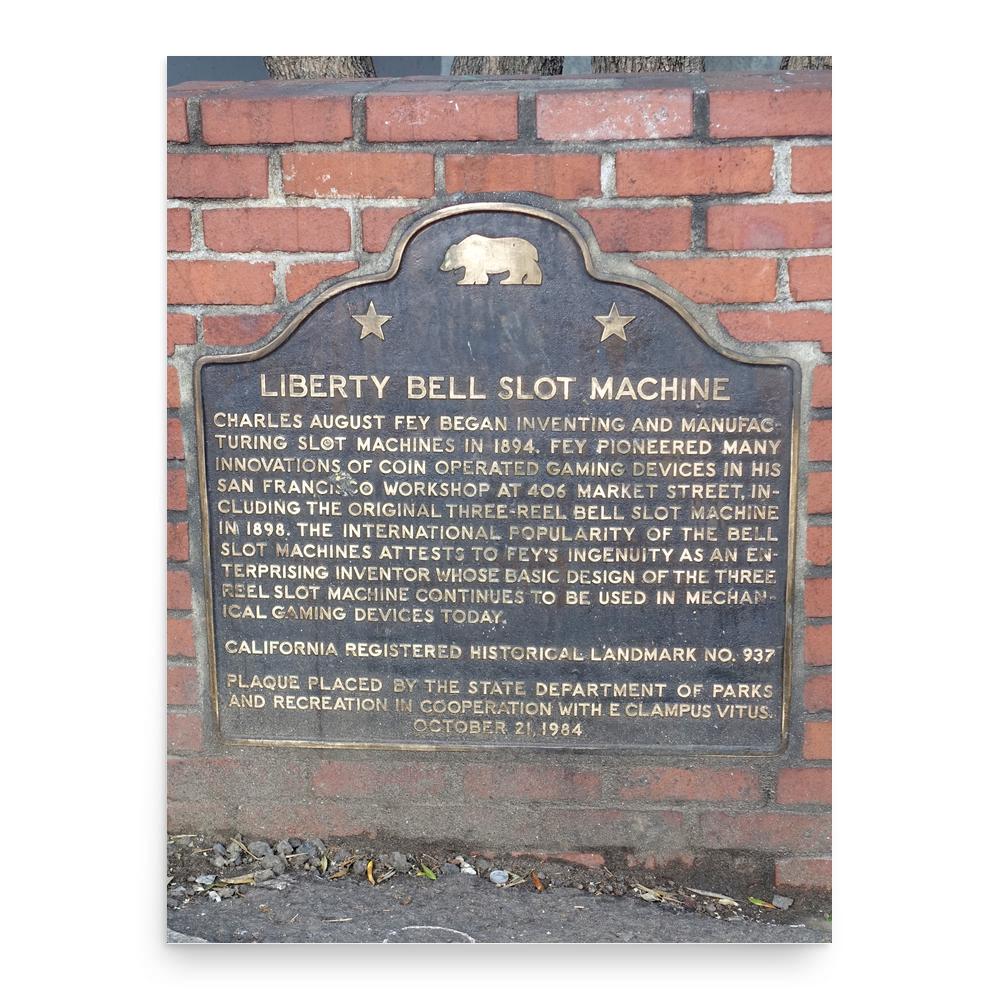 LIBERTY BELL SLOT MACHINE
CHARLES AUGUST FEY BEGAN INVENTING AND MANUFAC-
TURING SLOT MACHINES IN 1894. FEY PIONEERED MANY
INNOVATIONS OF COIN OPERATED GAMING DEVICES IN HIS
SAN FRANCISCO WORKSHOP AT 406 MARKET STREET, IN-
CLUDING THE ORIGINAL THREE-REEL BELL SLOT MACHINE
IN 1898. THE INTERNATIONAL POPULARITY OF THE BELL
SLOT MACHINES ATTESTS TO FEY'S INGENUITY AS AN EN-
TERPRISING INVENTOR WHOSE BASIC DESIGN OF THE THREE
REEL SLOT MACHINE CONTINUES TO BE USED IN MECHAN-
ICAL GAMING DEVICES TODAY.
CALIFORNIA REGISTERED HISTORICAL LANDMARK NO. 937
PLAQUE PLACED BY THE STATE DEPARTMENT OF PARKS
AND RECREATION IN COOPERATION WITH E CLAMPUS VITUS.
OCTOBER 21, 1984